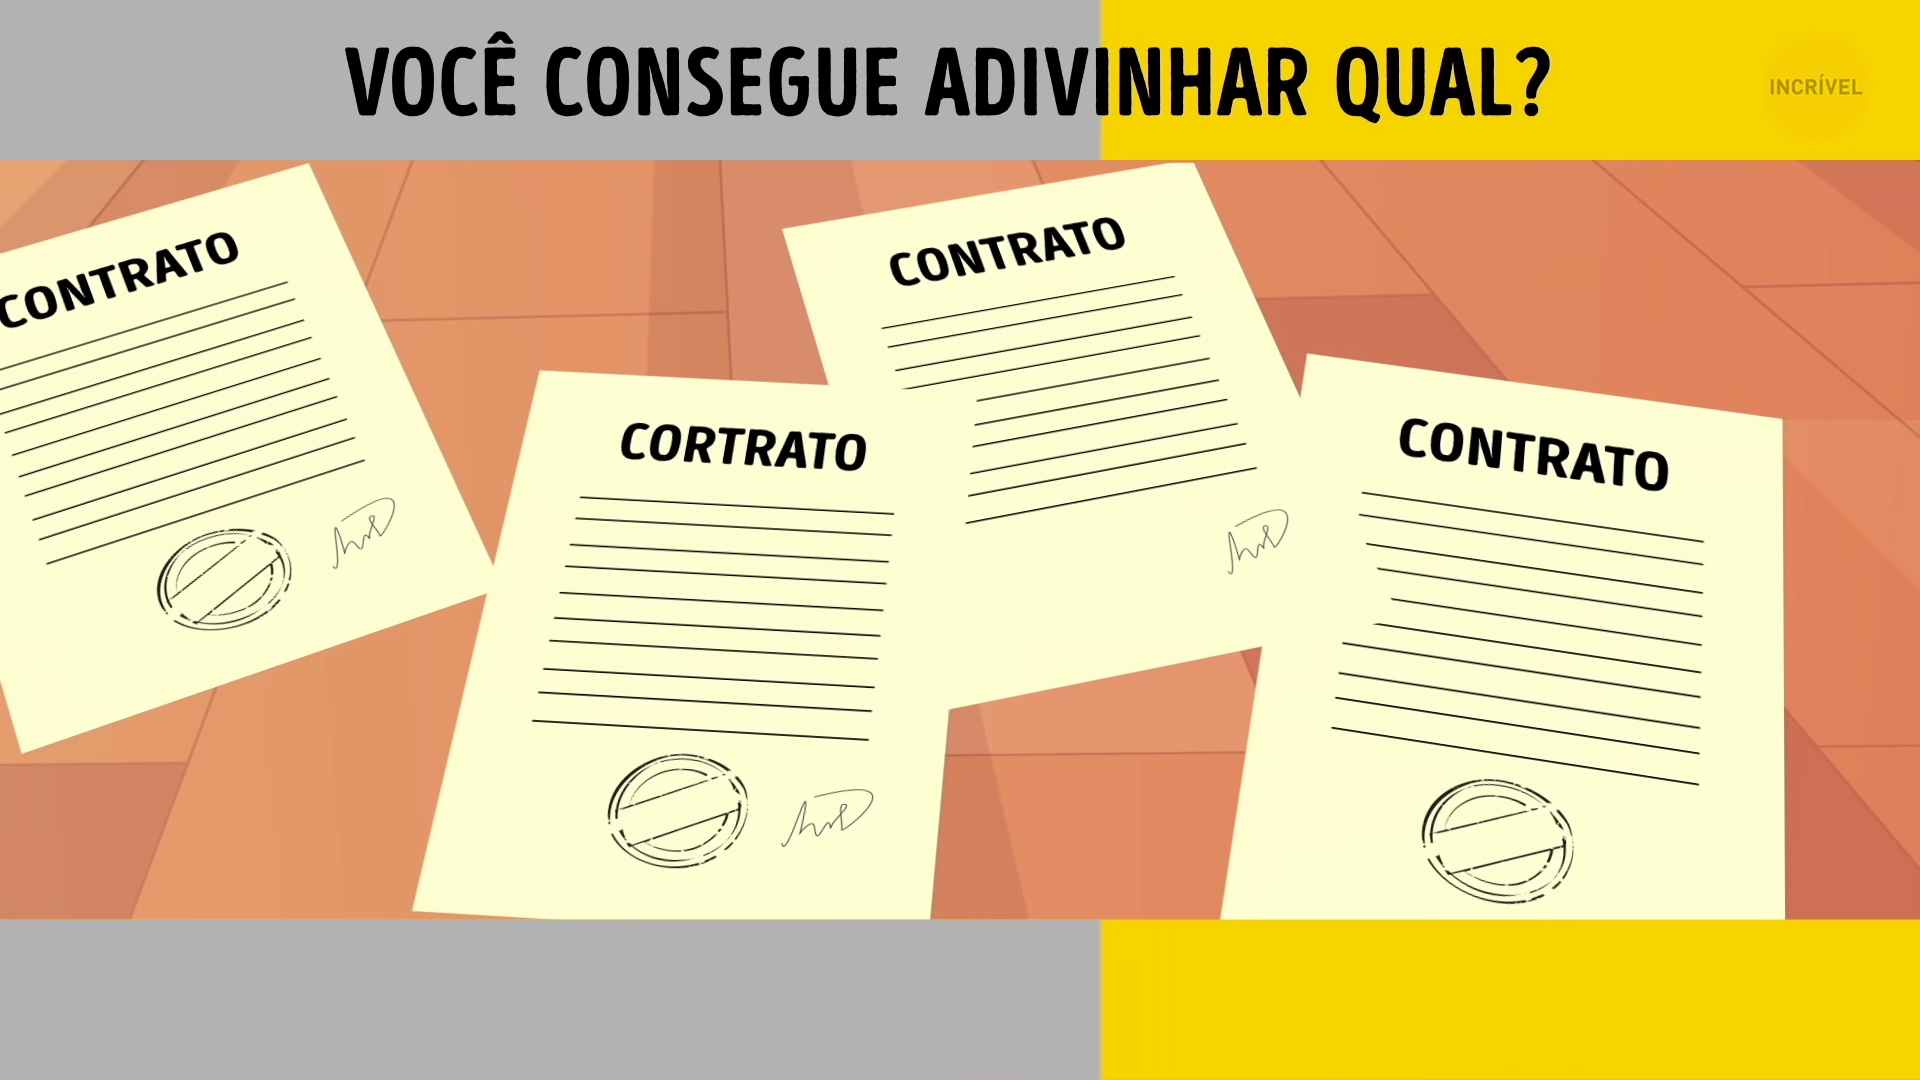 VOCÊ CONSEGUE ADIVINHAR QUAL?
INCRÍVEL
CONTRATO
CONTRATO
CORTRATO
CONTRATO